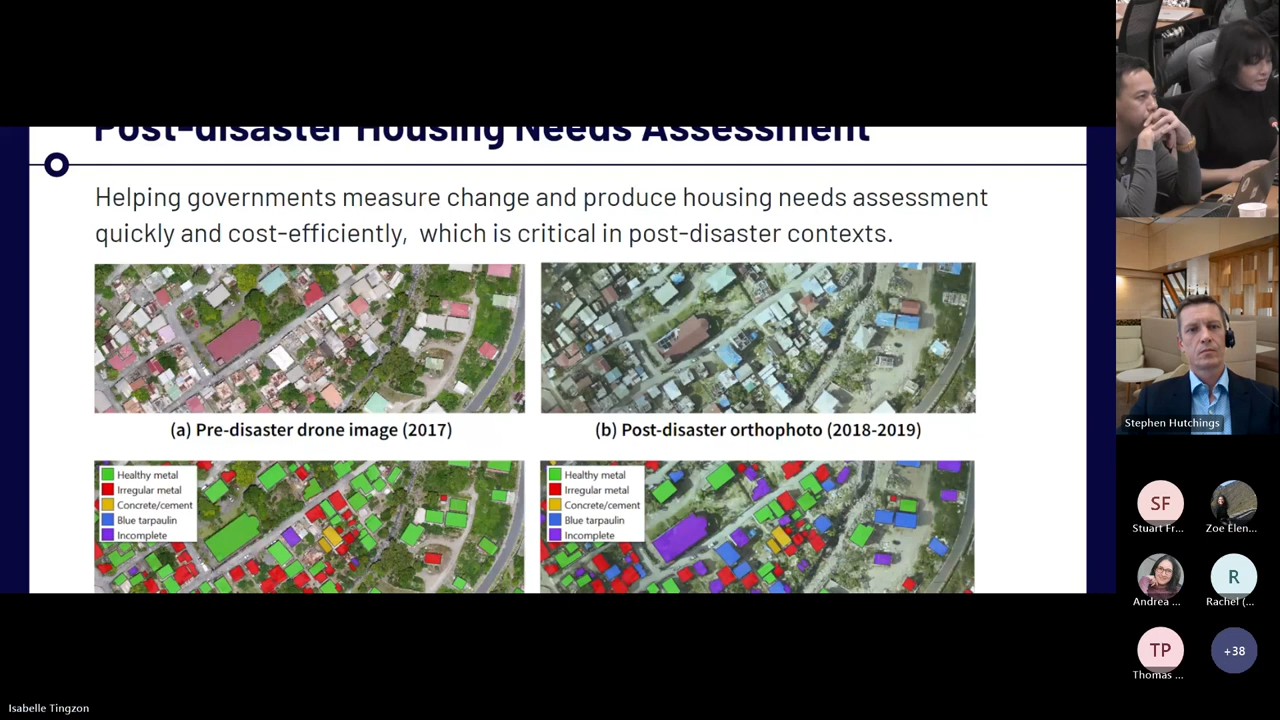 Post-disaster Housing Needs Assessment
Helping governments measure change and produce housing needs assessment
quickly and cost-efficiently, which is critical in post-disaster contexts.
(a) Pre-disaster drone image (2017)
(b) Post-disaster orthophoto (2018-2019)
Healthy metal
Irregular metal
Concrete/cement
Blue tarpaulin
Incomplete
Healthy metal
Irregular metal
Concrete/cement
Blue tarpaulin
Incomplete
Stephen Hutchings
SF
Stuart Fr...
Zoe Elen...
Andrea ...
R
Rachel (...
TP
Thomas ...
+38
Isabelle Tingzon